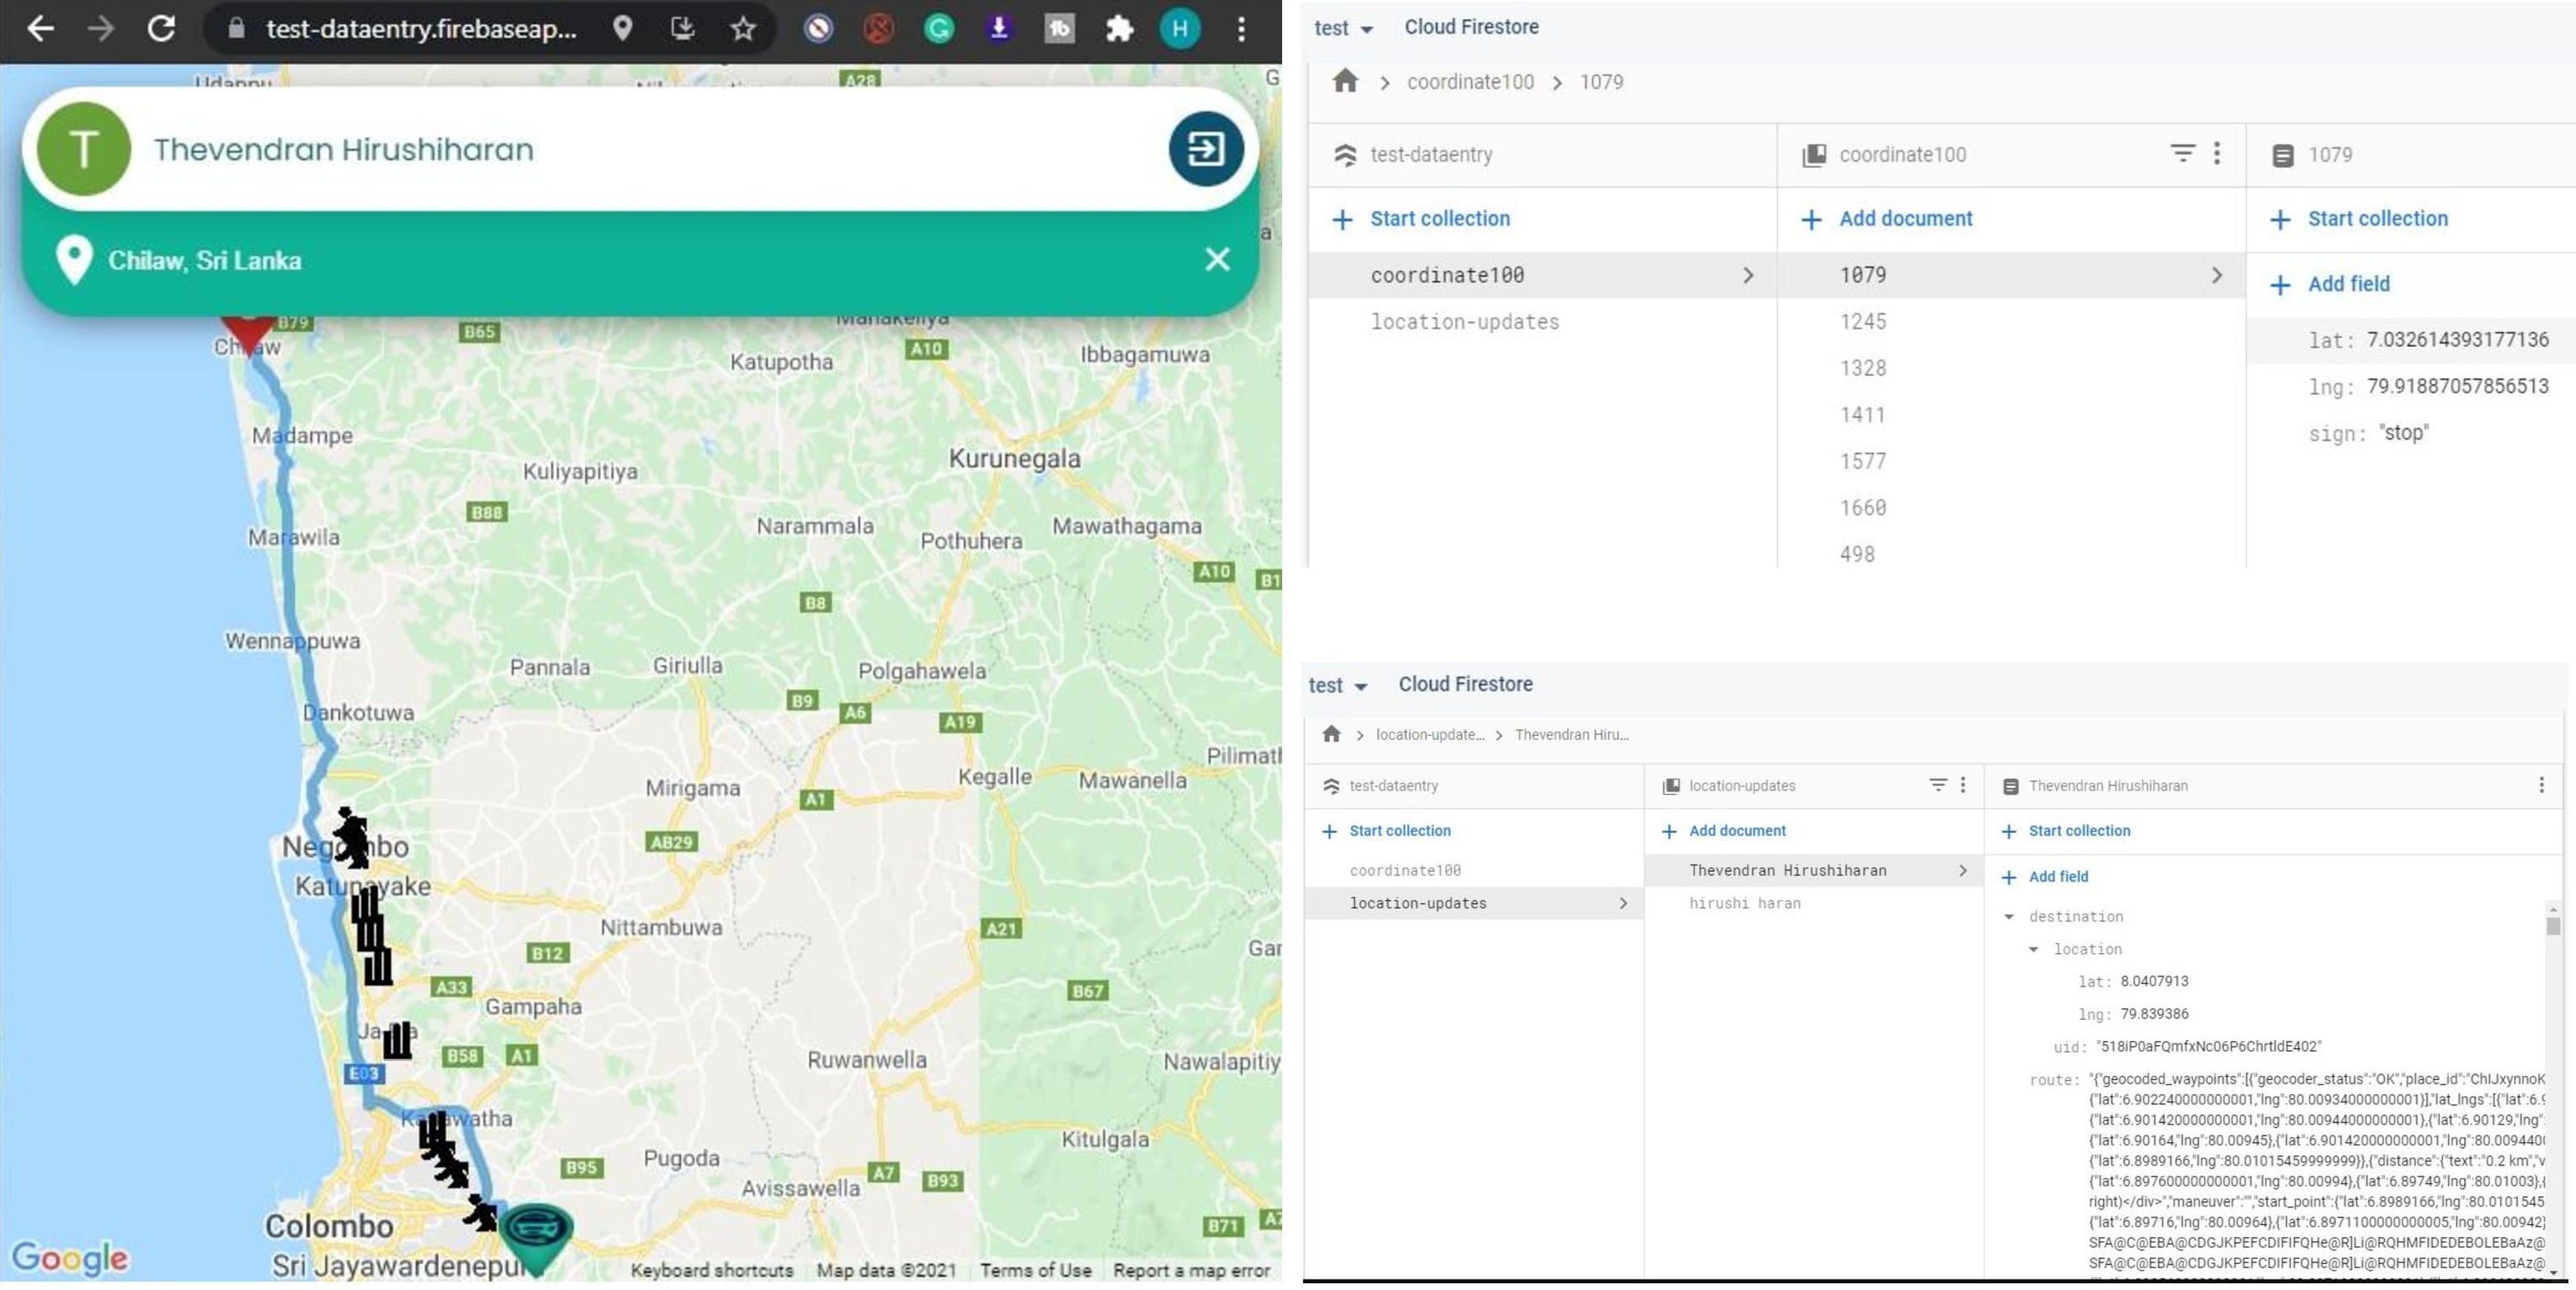 test-dataentry.firebaseap...
H
A28
T
Thevendran Hirushiharan
Chilaw, Sri Lanka
B79
B65
A10
Katupotha
Ibbagamuwa
Madampe
Kuliyapitiya
Kurunegala
B88
Marawila
Narammala
Mawathagama
Pothuhera
A10
B1
B8
Wennappuwa
Pannala
Giriulla
Polgahawela
B9
A6
A19
Dankotuwa
Mirigama
Kegalle
Mawanella
A1
AB29
Nittambuwa
A21
B12
A33
Gampaha
B67
B58
A1
Ruwanwella
Nawalapitiy
E03
Kitulgala
B95
Pugoda
A7
B93
Avissawella
Colombo
B71
A7
Google
Sri Jayawardenepu
Keyboard shortcuts
Map data ©2021
Terms of Use
Report a map error
test
Cloud Firestore
coordinate100 > 1079
test-dataentry
coordinate100
1079
+ Start collection
+ Add document
+ Start collection
coordinate100
location-updates
1079
1245
1328
1411
1577
1660
498
+ Add field
lat: 7.032614393177136
lng: 79.91887057856513
sign: "stop"
test
Cloud Firestore
location-update... > Thevendran Hiru...
test-dataentry
location-updates
Thevendran Hirushiharan
+ Start collection
+ Add document
+ Start collection
coordinate100
location-updates
Thevendran Hirushiharan
hirushi haran
+ Add field
destination
location
lat: 8.0407913
lng: 79.839386
uid: "518iP0aFQmfxNc06P6ChrtldE402"
route: "{"geocoded_waypoints":[{"geocoder_status":"OK","place_id":"ChIJxynnoK
{"lat":6.902240000000001,"lng":80.00934000000001}],"lat_lngs":[{"lat":6.9
{"lat":6.901420000000001,"lng":80.00944000000001},{"lat":6.90129,"lng":
{"lat":6.90164,"lng":80.00945},{"lat":6.901420000000001,"lng":80.009440
{"lat":6.8989166,"lng":80.01015459999999}},{"distance":{"text":"0.2 km","v
{"lat":6.897600000000001,"lng":80.00994},{"lat":6.89749,"lng":80.01003},{
right)</div>","maneuver":"","start_point":{"lat":6.8989166,"lng":80.0101545
{"lat":6.89716,"lng":80.00964},{"lat":6.8971100000000005,"lng":80.00942}
SFA@C@EBA@CDGJKPEFCDIFIFQHe@R]Li@RQHMFIDEDEBOLEBaAz@
SFA@C@EBA@CDGJKPEFCDIFIFQHe@R]Li@RQHMFIDEDEBOLEBaAz@